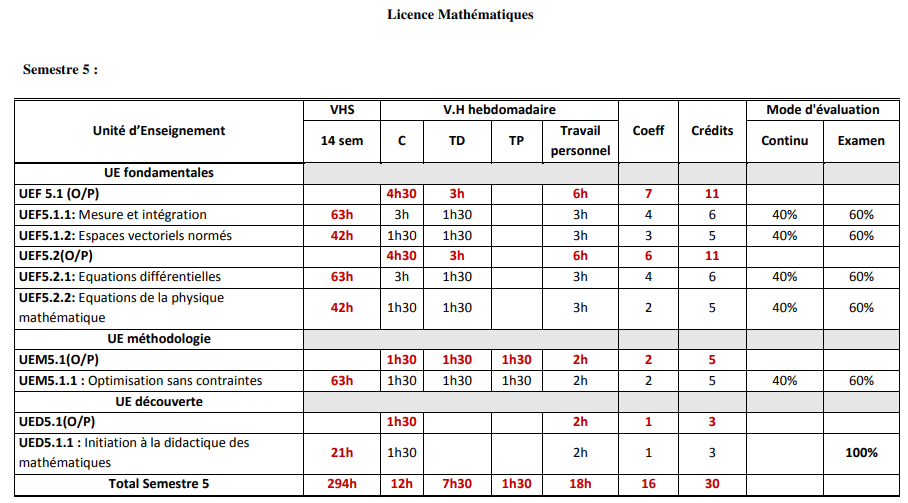 Licence Mathématiques
Semestre 5 :
Unité d'Enseignement VHS V.H hebdomadaire Coeff Crédits Mode d'évaluation
14 sem C TD TP Travail personnel Continu Examen
UE fondamentales
UEF 5.1 (O/P) 4h30 3h 6h 7 11
UEF5.1.1: Mesure et intégration 63h 3h 1h30 3h 4 6 40% 60%
UEF5.1.2: Espaces vectoriels normés 42h 1h30 1h30 3h 3 5 40% 60%
UEF5.2(O/P) 4h30 3h 6h 6 11
UEF5.2.1: Equations différentielles 63h 3h 1h30 3h 4 6 40% 60%
UEF5.2.2: Equations de la physique
mathématique 42h 1h30 1h30 3h 2 5 40% 60%
UE méthodologie
UEM5.1(O/P) 1h30 1h30 1h30 2h 2 5
UEM5.1.1 : Optimisation sans contraintes 63h 1h30 1h30 1h30 2h 2 5 40% 60%
UE découverte
UED5.1(O/P) 1h30 2h 1 3
UED5.1.1 : Initiation à la didactique des
mathématiques 21h 1h30 2h 1 3 100%
Total Semestre 5 294h 12h 7h30 1h30 18h 16 30